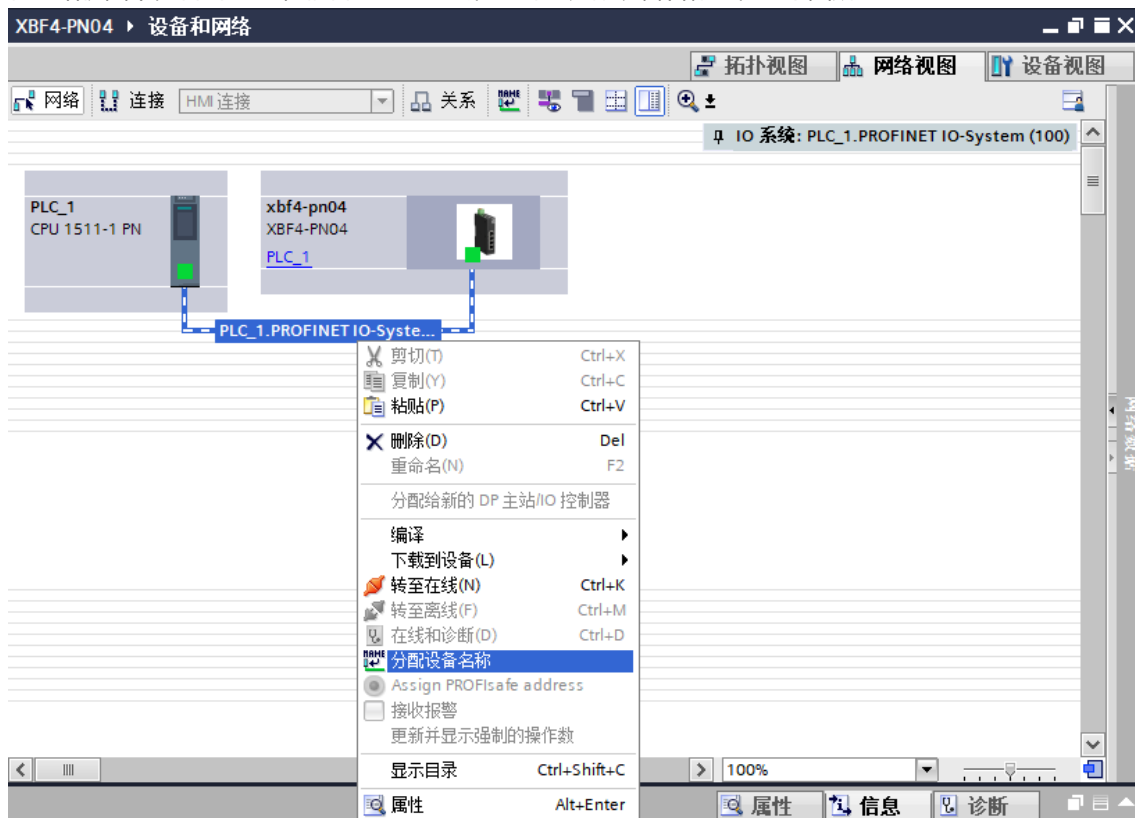 XBF4-PN04 ▸ 设备和网络
拓扑视图 网络视图 设备视图
网络 连接 HMI 连接 关系
IO 系统: PLC_1.PROFINET IO-System (100)
PLC_1
CPU 1511-1 PN
xbf4-pn04
XBF4-PN04
PLC_1
PLC_1.PROFINET IO-Syste...
剪切(T) Ctrl+X
复制(Y) Ctrl+C
粘贴(P) Ctrl+V
删除(D) Del
重命名(N) F2
分配给新的 DP 主站/IO 控制器
编译
下载到设备(L)
转至在线(N) Ctrl+K
转至离线(F) Ctrl+M
在线和诊断(D) Ctrl+D
分配设备名称
Assign PROFIsafe address
接收报警
更新并显示强制的操作数
显示目录 Ctrl+Shift+C
属性 Alt+Enter
网络数据
100%
属性 信息 诊断